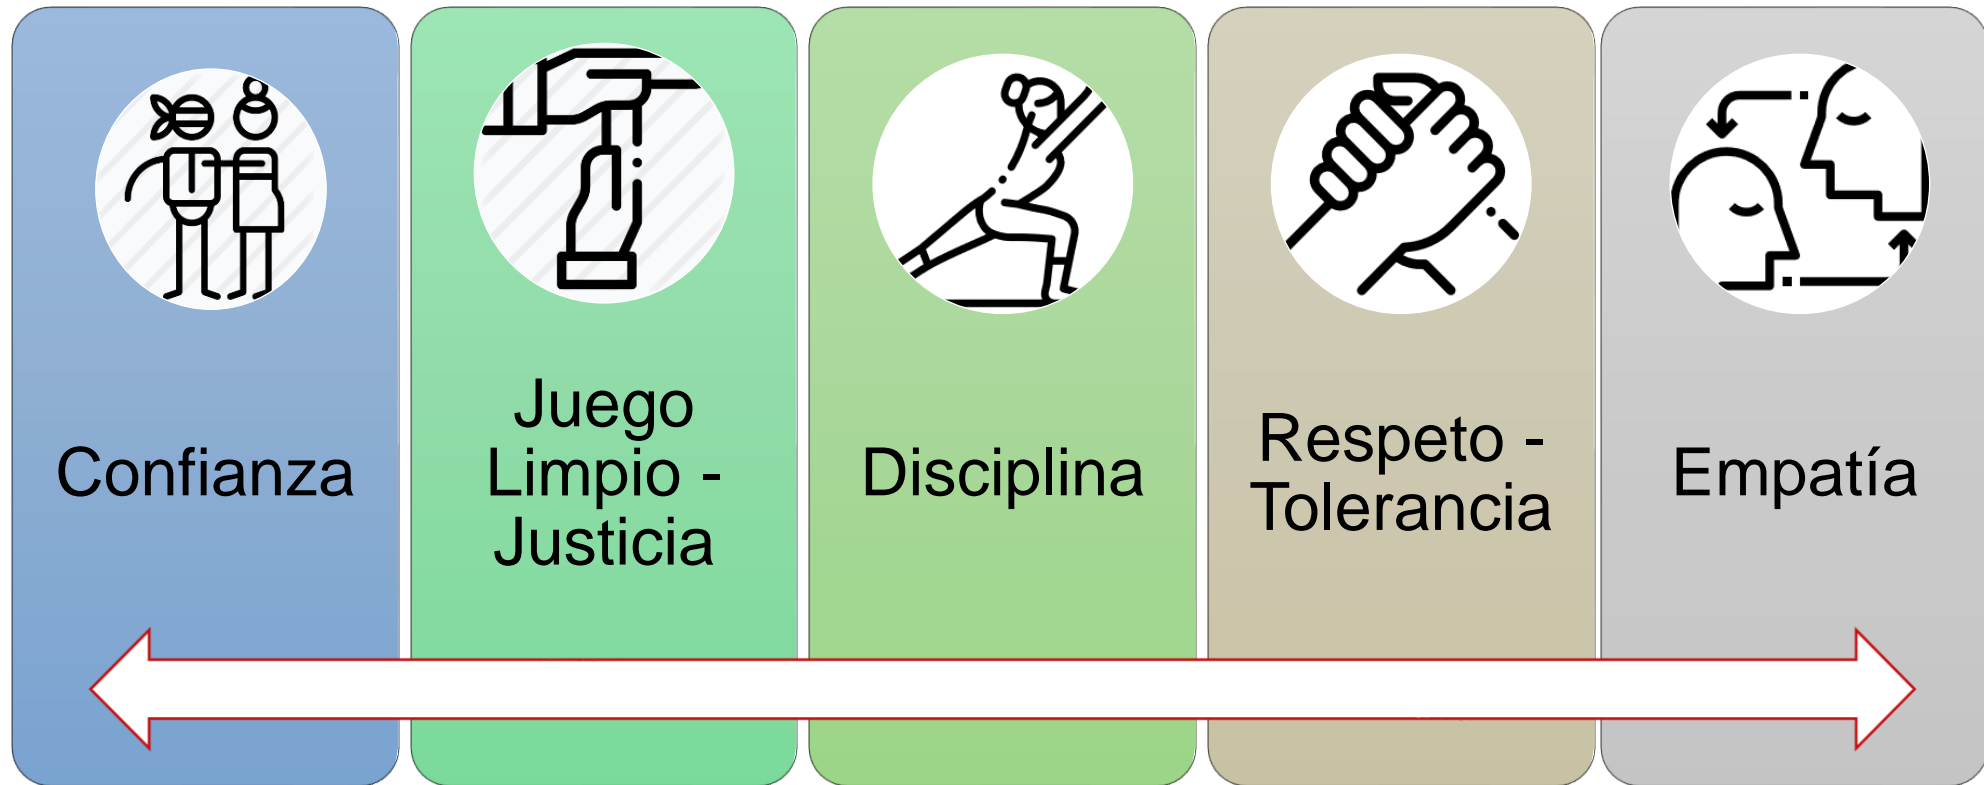 Confianza
Juego
Limpio -
Justicia
Disciplina
Respeto -
Tolerancia
Empatía